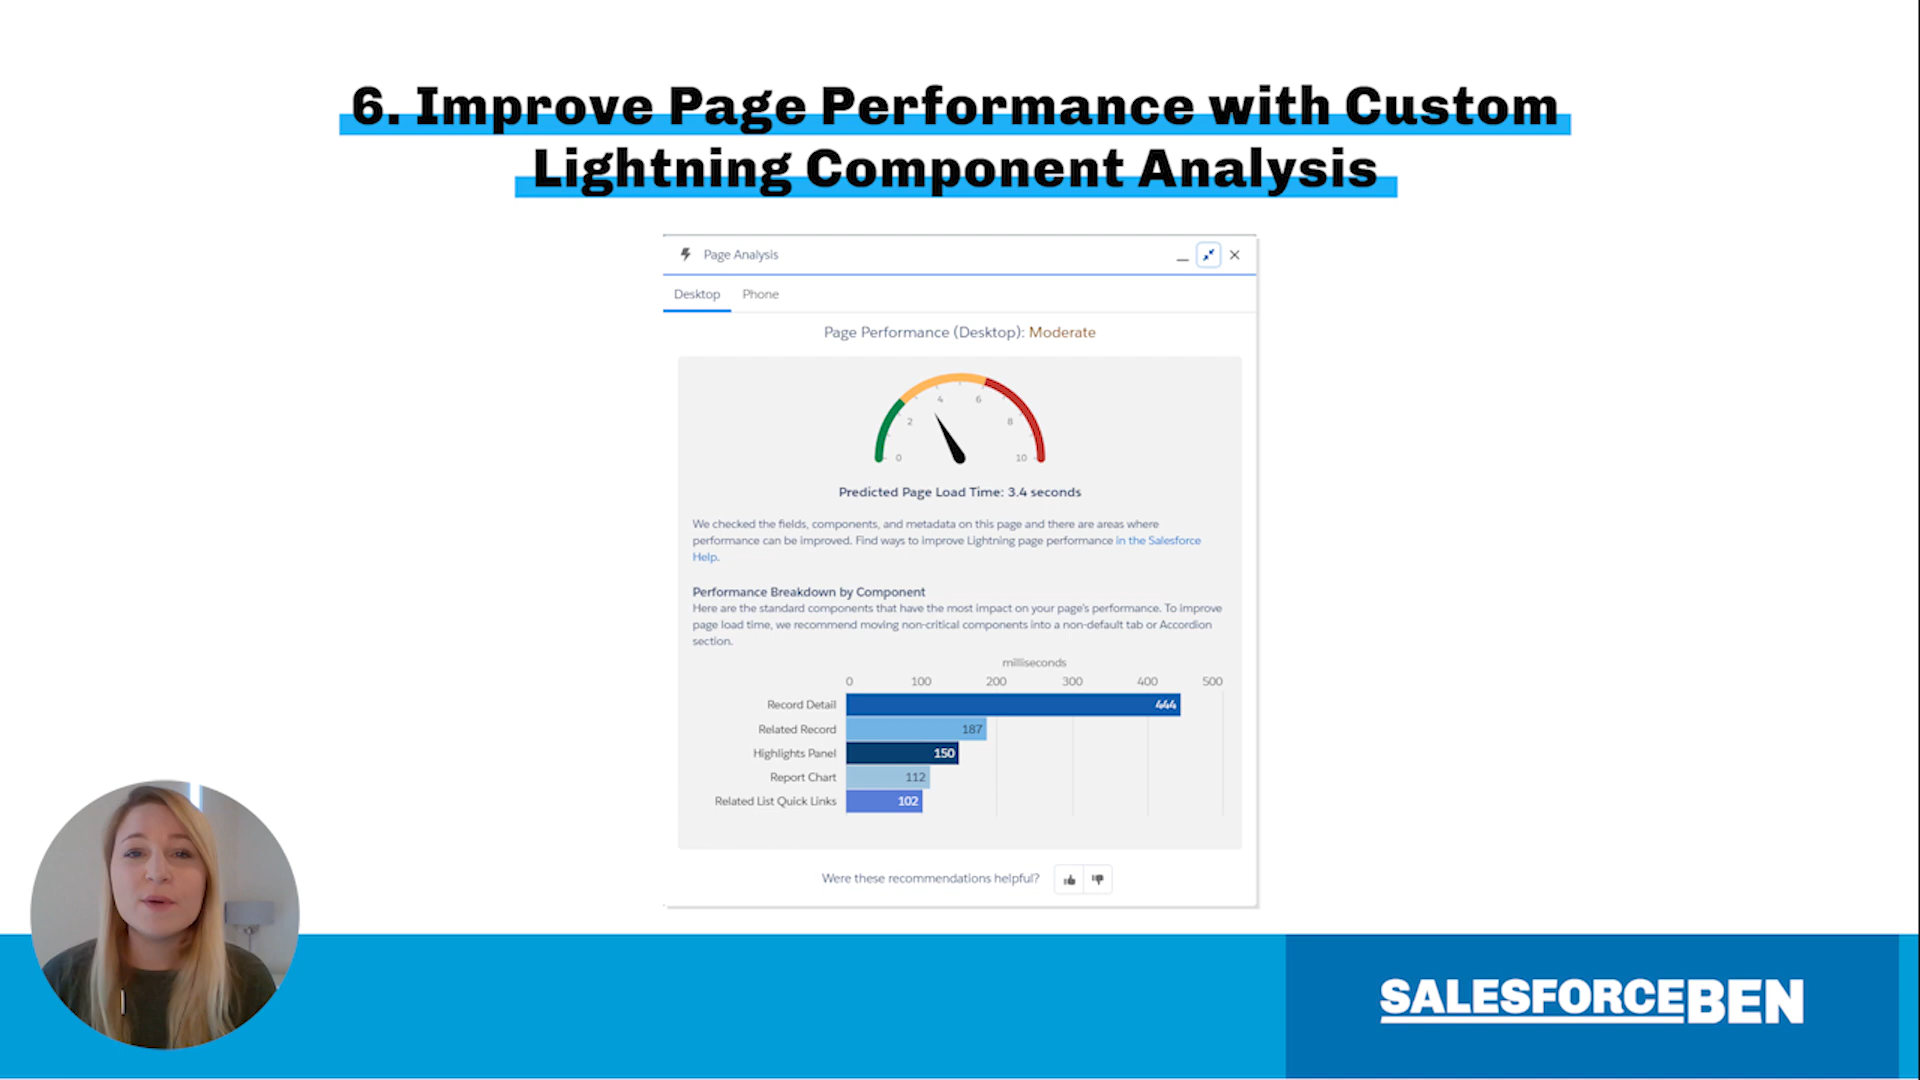 6. Improve Page Performance with Custom
Lightning Component Analysis
Page Analysis
Desktop Phone
Page Performance (Desktop): Moderate
0 2 4 6 8 10
Predicted Page Load Time: 3.4 seconds
We checked the fields, components, and metadata on this page and there are areas where
performance can be improved. Find ways to improve Lightning page performance in the Salesforce
Help.
Performance Breakdown by Component
Here are the standard components that have the most impact on your page's performance. To improve
page load time, we recommend moving non-critical components into a non-default tab or Accordion
section.
milliseconds
0 100 200 300 400 500
Record Detail 444
Related Record 187
Highlights Panel 150
Report Chart 112
Related List Quick Links 102
Were these recommendations helpful?
SALESFORCEBEN